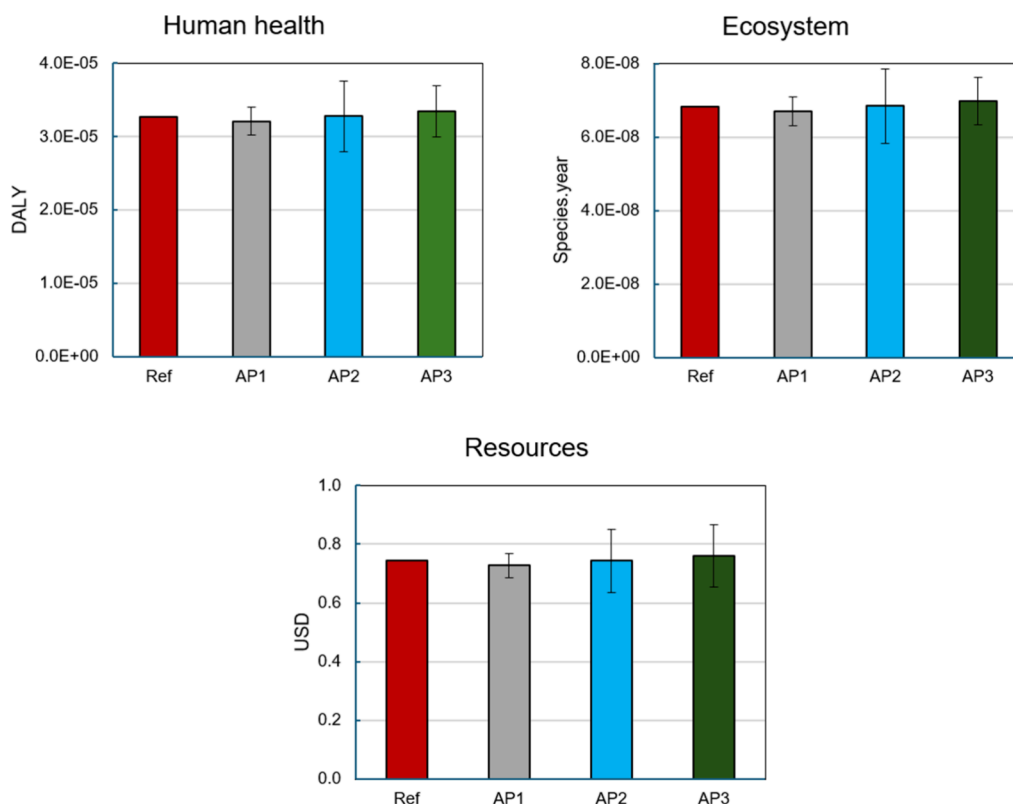 Human health
4.0E-05
3.0E-05
2.0E-05
1.0E-05
0.0E+00
DALY
Ref AP1 AP2 AP3
Ecosystem
8.0E-08
6.0E-08
4.0E-08
2.0E-08
0.0E+00
Species.year
Ref AP1 AP2 AP3
Resources
1.0
0.8
0.6
0.4
0.2
0.0
USD
Ref AP1 AP2 AP3